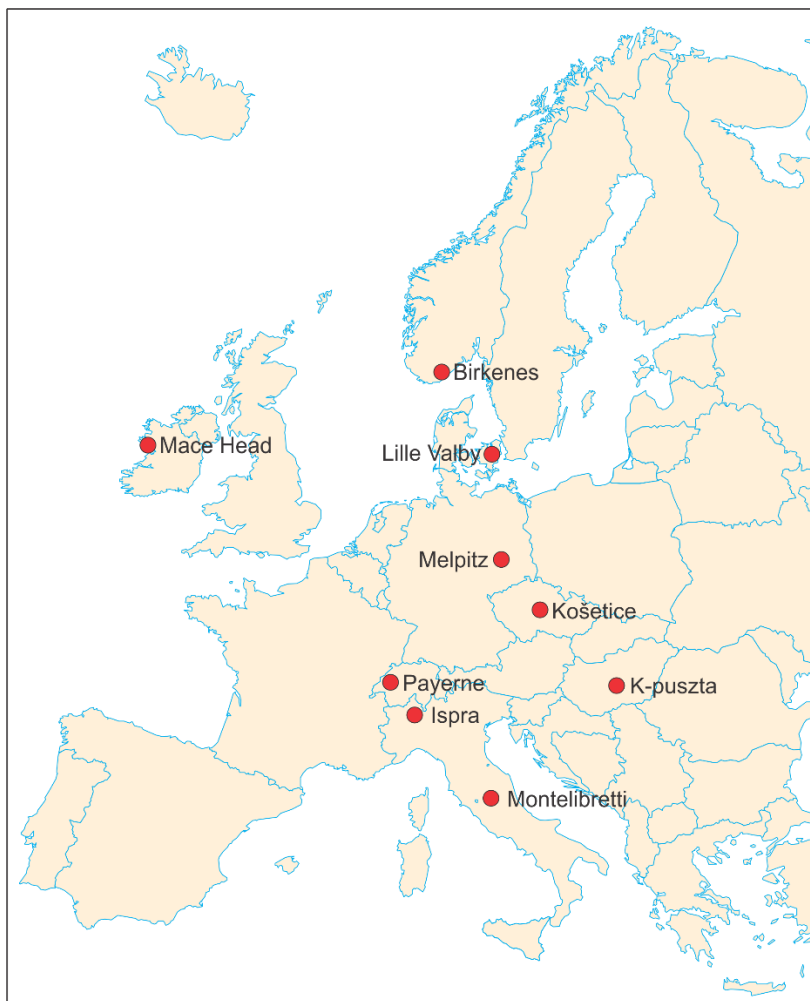 Birkenes
Mace Head
Lille Valby
Melpitz
Košetice
Payerne
K-puszta
Ispra
Montelibretti